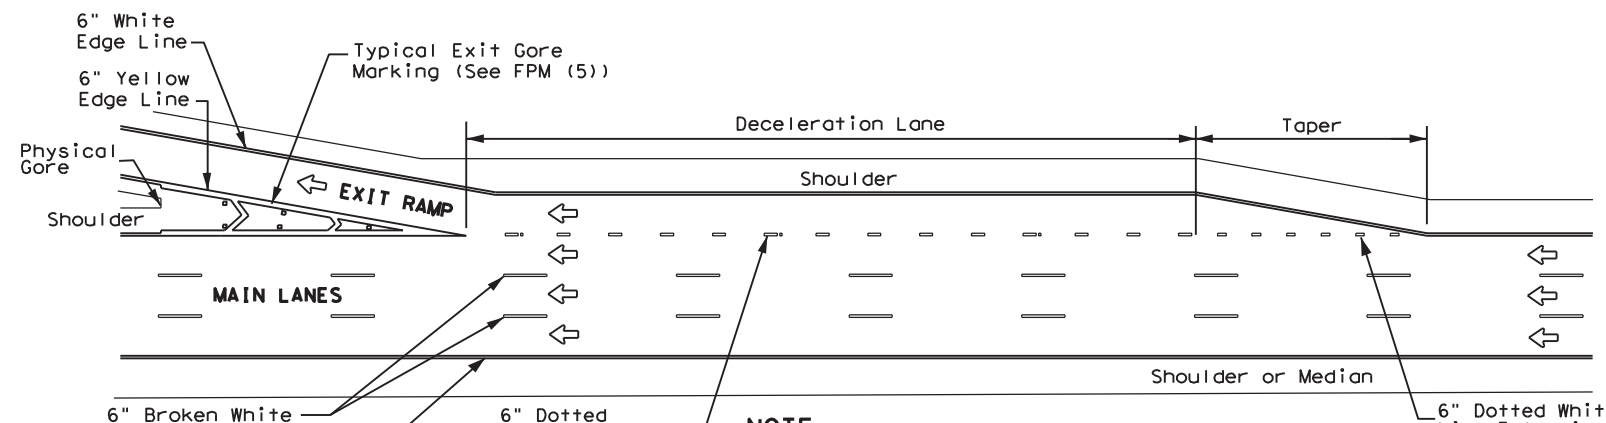 6" White
Edge Line
Typical Exit Gore
Marking (See FPM (5))
6" Yellow
Edge Line
Deceleration Lane
Taper
Physical
Gore
Shoulder
EXIT RAMP
Shoulder
MAIN LANES
Shoulder or Median
6" Broken White
6" Dotted
NOTE
6" Dotted Whit